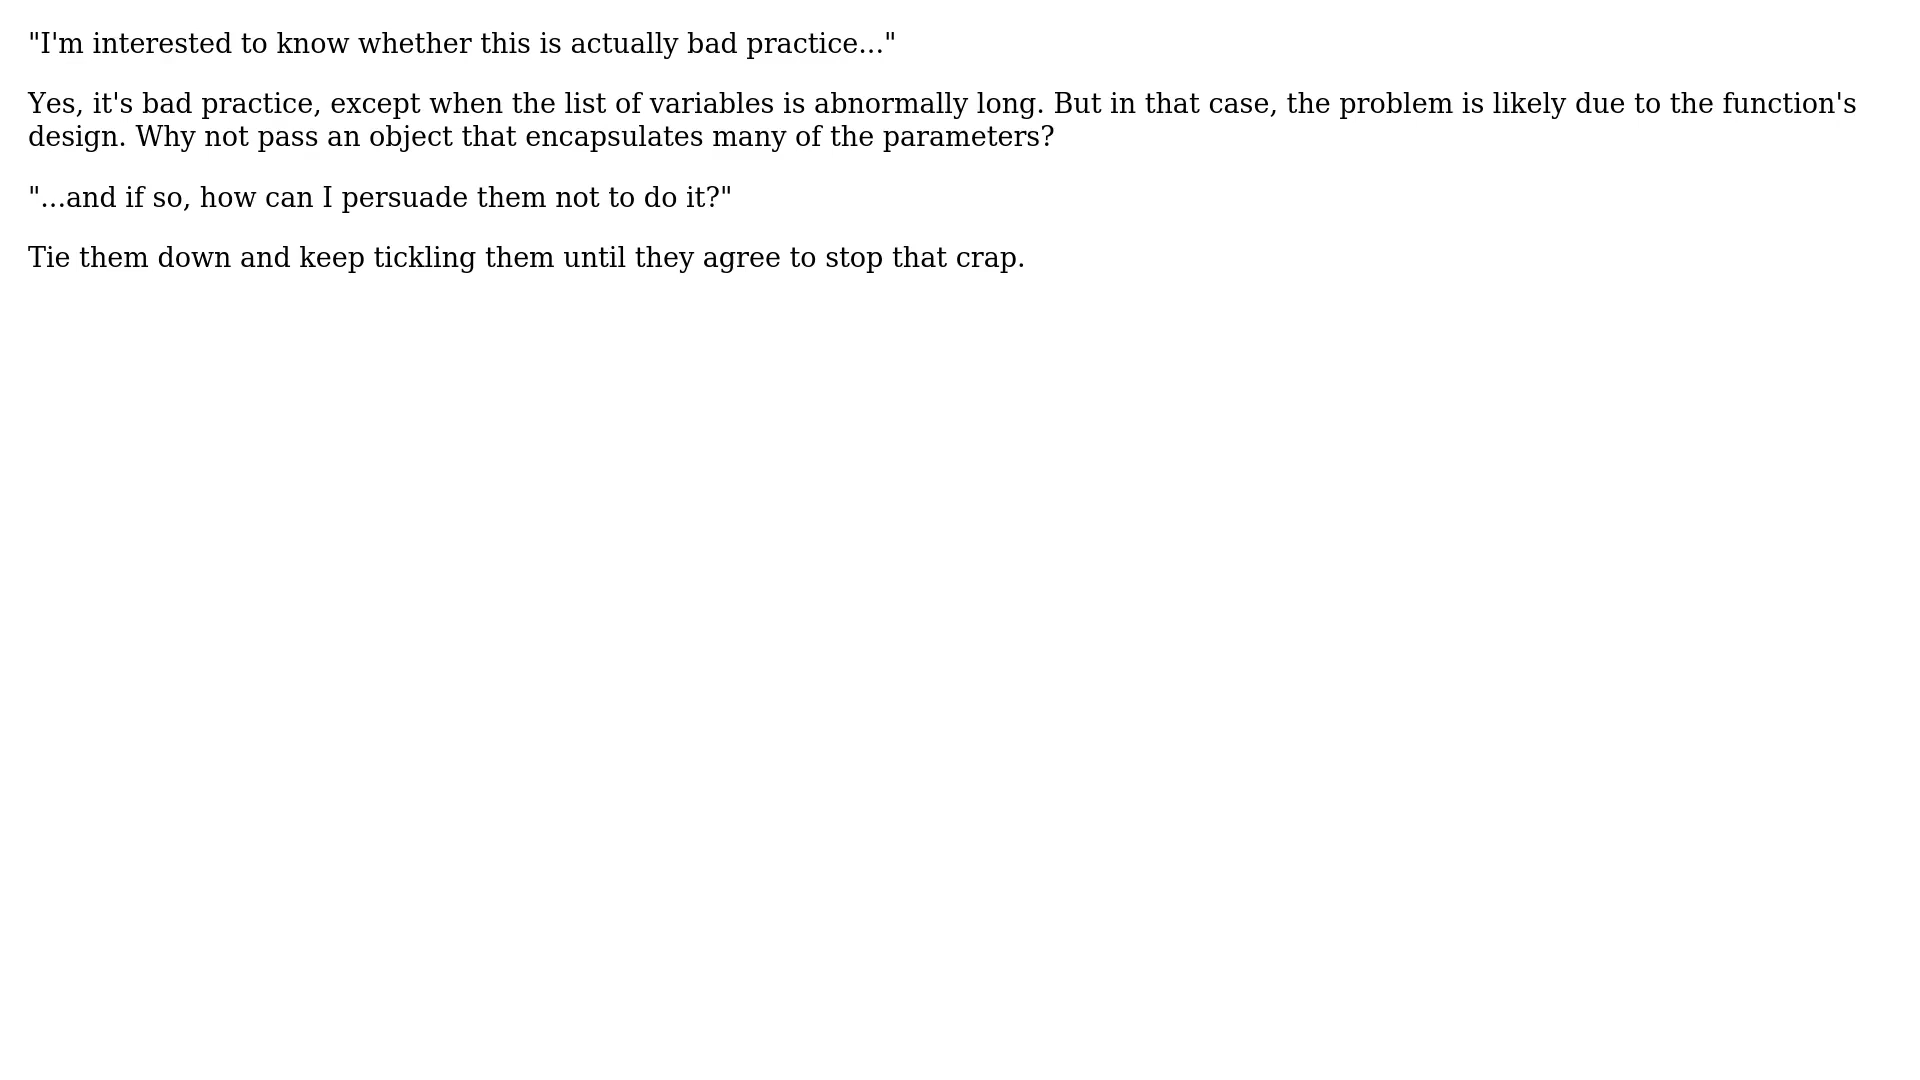 "I'm interested to know whether this is actually bad practice..."
Yes, it's bad practice, except when the list of variables is abnormally long. But in that case, the problem is likely due to the function's
design. Why not pass an object that encapsulates many of the parameters?
"...and if so, how can I persuade them not to do it?"
Tie them down and keep tickling them until they agree to stop that crap.